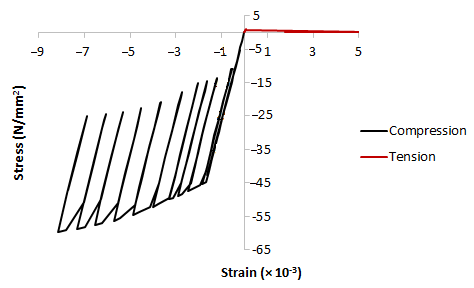 5
−9 −7 −5 −3 −1 1 3 5
−5
−15
−25
−35
−45
−55
−65
Stress (N/mm²)
Compression
Tension
Strain (× 10⁻³)